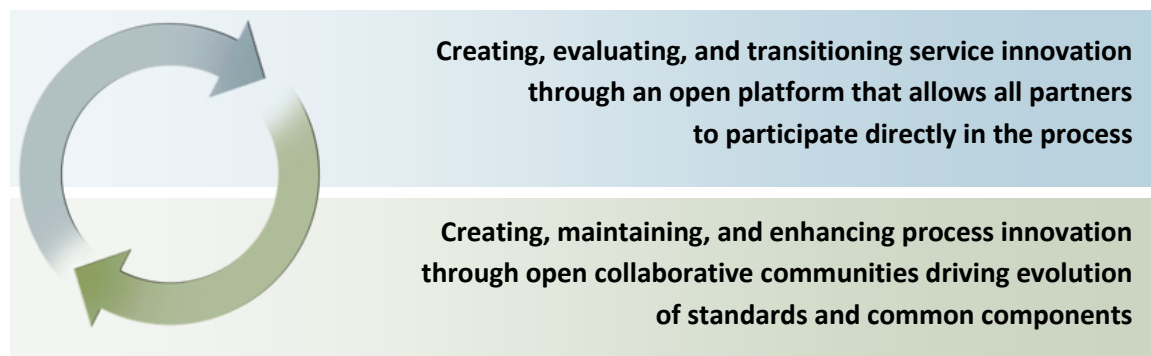 Creating, evaluating, and transitioning service innovation
through an open platform that allows all partners
to participate directly in the process
Creating, maintaining, and enhancing process innovation
through open collaborative communities driving evolution
of standards and common components